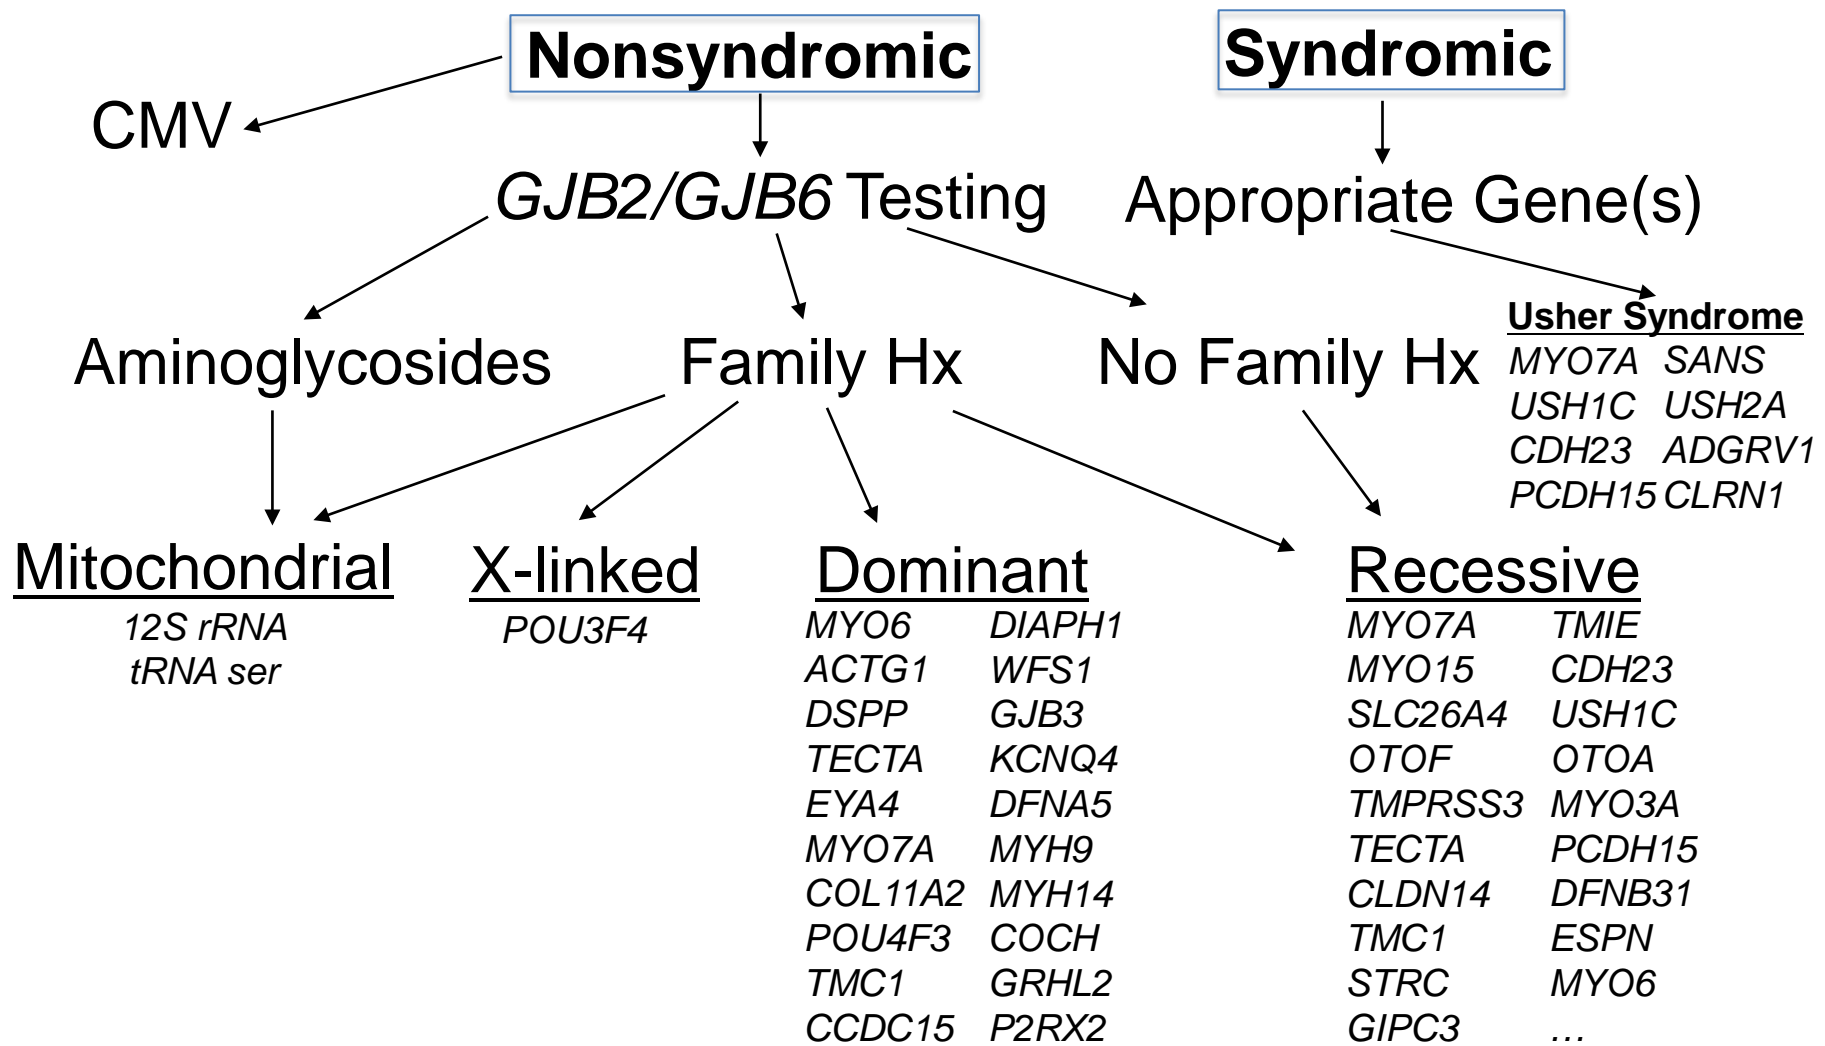 Nonsyndromic
Syndromic
CMV
GJB2/GJB6 Testing
Appropriate Gene(s)
Aminoglycosides
Family Hx
No Family Hx
Usher Syndrome
MYO7A SANS
USH1C USH2A
CDH23 ADGRV1
PCDH15 CLRN1
Mitochondrial
12S rRNA
tRNA ser
X-linked
POU3F4
Dominant
MYO6 DIAPH1
ACTG1 WFS1
DSPP GJB3
TECTA KCNQ4
EYA4 DFNA5
MYO7A MYH9
COL11A2 MYH14
POU4F3 COCH
TMC1 GRHL2
CCDC15 P2RX2
Recessive
MYO7A TMIE
MYO15 CDH23
SLC26A4 USH1C
OTOF OTOA
TMPRSS3 MYO3A
TECTA PCDH15
CLDN14 DFNB31
TMC1 ESPN
STRC MYO6
GIPC3 ...